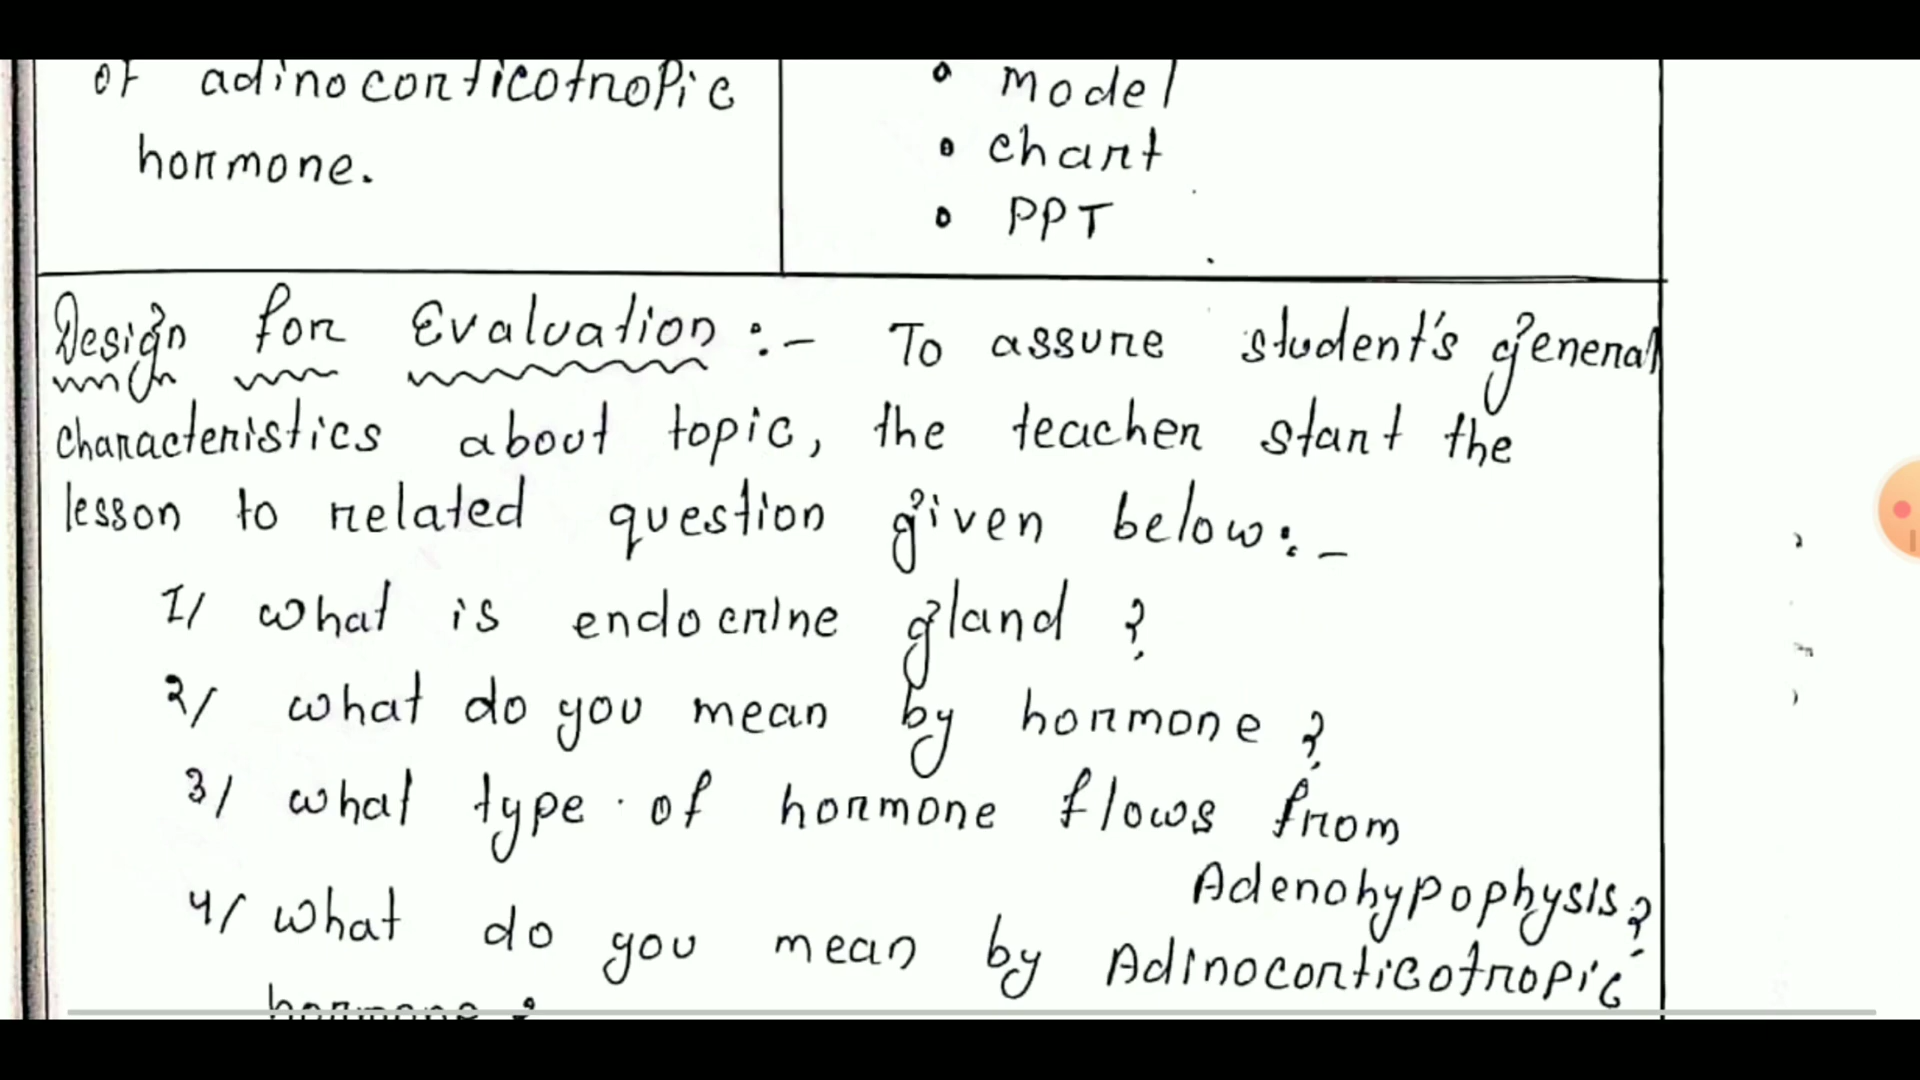 of adinocorticotropic
hormone.
• Model
• chart
• PPT
Design for Evaluation :- To assure student's general
characteristics about topic, the teacher start the
lesson to related question given below:-
1/ what is endocrine gland ?
2/ what do you mean by hormone ?
3/ what type of hormone flows from
Adenohypophysis ?
4/ what do you mean by Adinocorticotropic
hormone ?